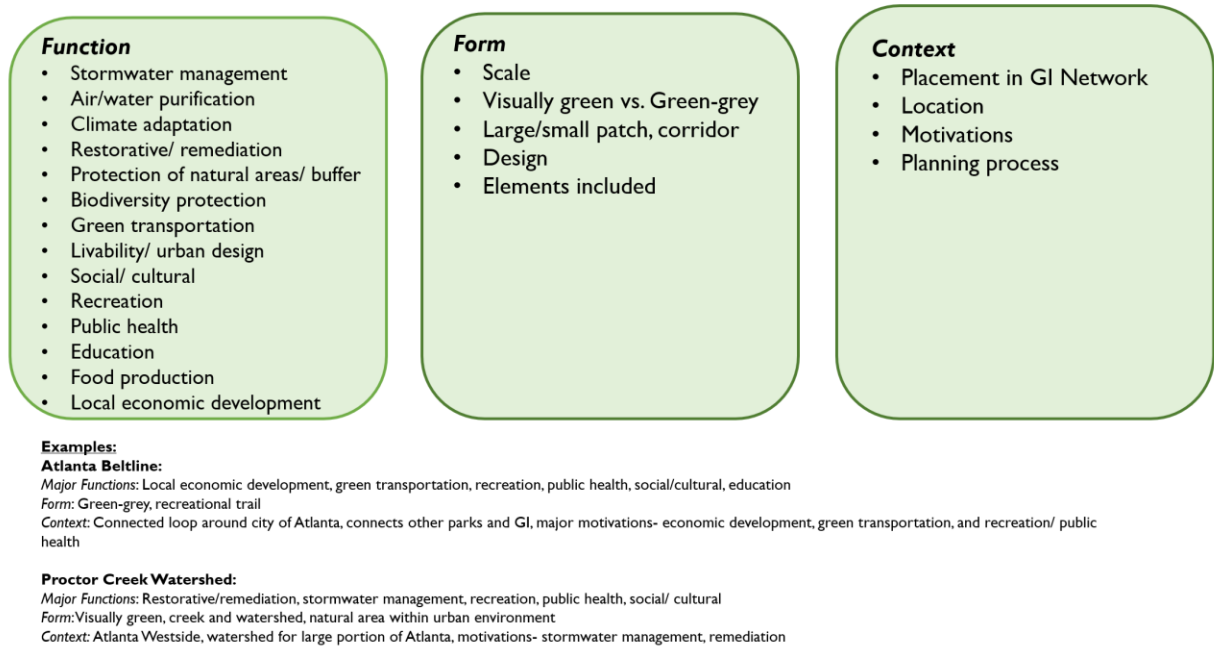 Function
• Stormwater management
• Air/water purification
• Climate adaptation
• Restorative/ remediation
• Protection of natural areas/ buffer
• Biodiversity protection
• Green transportation
• Livability/ urban design
• Social/ cultural
• Recreation
• Public health
• Education
• Food production
• Local economic development
Form
• Scale
• Visually green vs. Green-grey
• Large/small patch, corridor
• Design
• Elements included
Context
• Placement in GI Network
• Location
• Motivations
• Planning process
Examples:
Atlanta Beltline:
Major Functions: Local economic development, green transportation, recreation, public health, social/cultural, education
Form: Green-grey, recreational trail
Context: Connected loop around city of Atlanta, connects other parks and GI, major motivations- economic development, green transportation, and recreation/ public
health
Proctor Creek Watershed:
Major Functions: Restorative/remediation, stormwater management, recreation, public health, social/ cultural
Form: Visually green, creek and watershed, natural area within urban environment
Context: Atlanta Westside, watershed for large portion of Atlanta, motivations- stormwater management, remediation